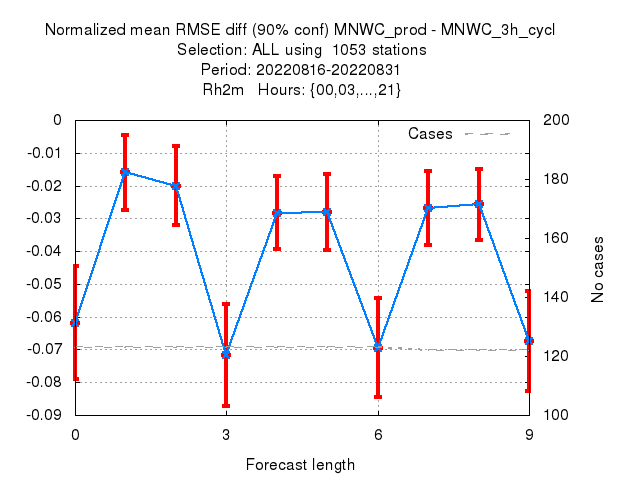 Normalized mean RMSE diff (90% conf) MNWC_prod - MNWC_3h_cycl
Selection: ALL using  1053 stations
Period: 20220816-20220831
Rh2m   Hours: {00,03,...,21}
Cases
0
-0.01
-0.02
-0.03
-0.04
-0.05
-0.06
-0.07
-0.08
-0.09
200
180
160
140
120
100
No cases
0
3
6
9
Forecast length